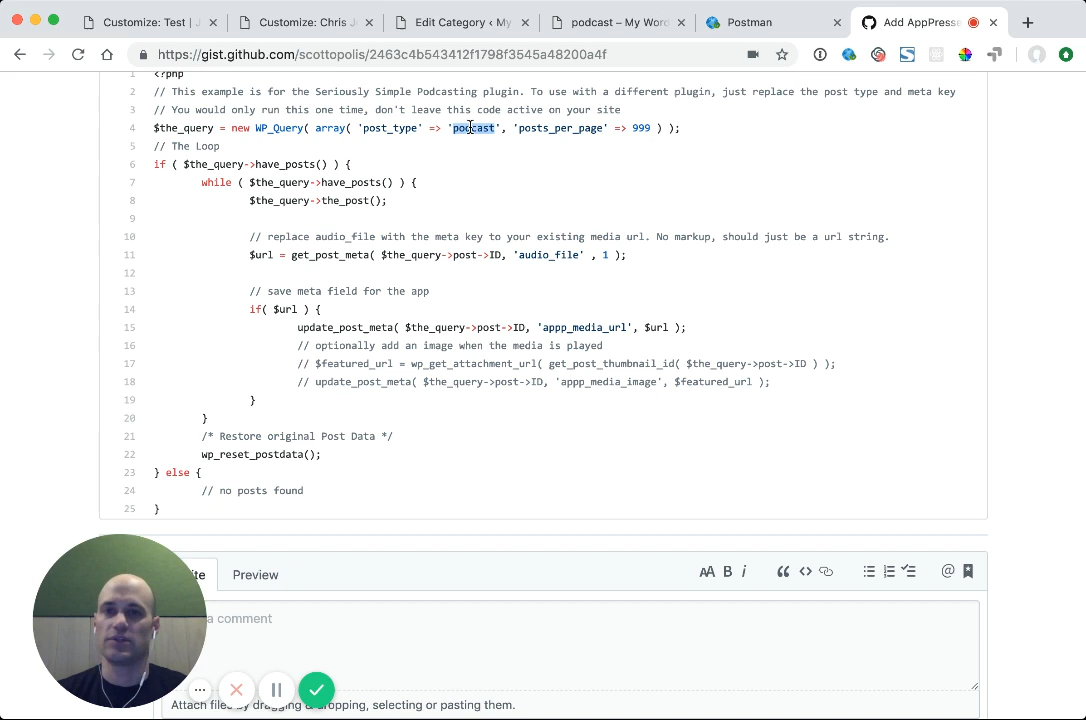 Customize: Test | J
Customize: Chris J
Edit Category ‹ My
podcast – My Word
Postman
Add AppPress
https://gist.github.com/scottopolis/2463c4b543412f1798f3545a48200a4f
1 <?php
2 // This example is for the Seriously Simple Podcasting plugin. To use with a different plugin, just replace the post type and meta key
3 // You would only run this one time, don't leave this code active on your site
4 $the_query = new WP_Query( array( 'post_type' => 'podcast', 'posts_per_page' => 999 ) );
5 // The Loop
6 if ( $the_query->have_posts() ) {
7 while ( $the_query->have_posts() ) {
8 $the_query->the_post();
9
10 // replace audio_file with the meta key to your existing media url. No markup, should just be a url string.
11 $url = get_post_meta( $the_query->post->ID, 'audio_file' , 1 );
12
13 // save meta field for the app
14 if( $url ) {
15 update_post_meta( $the_query->post->ID, 'appp_media_url', $url );
16 // optionally add an image when the media is played
17 // $featured_url = wp_get_attachment_url( get_post_thumbnail_id( $the_query->post->ID ) );
18 // update_post_meta( $the_query->post->ID, 'appp_media_image', $featured_url );
19 }
20 }
21 /* Restore original Post Data */
22 wp_reset_postdata();
23 } else {
24 // no posts found
25 }
te Preview
AA B i “ <> @
a comment
Attach files by dragging & dropping, selecting or pasting them.